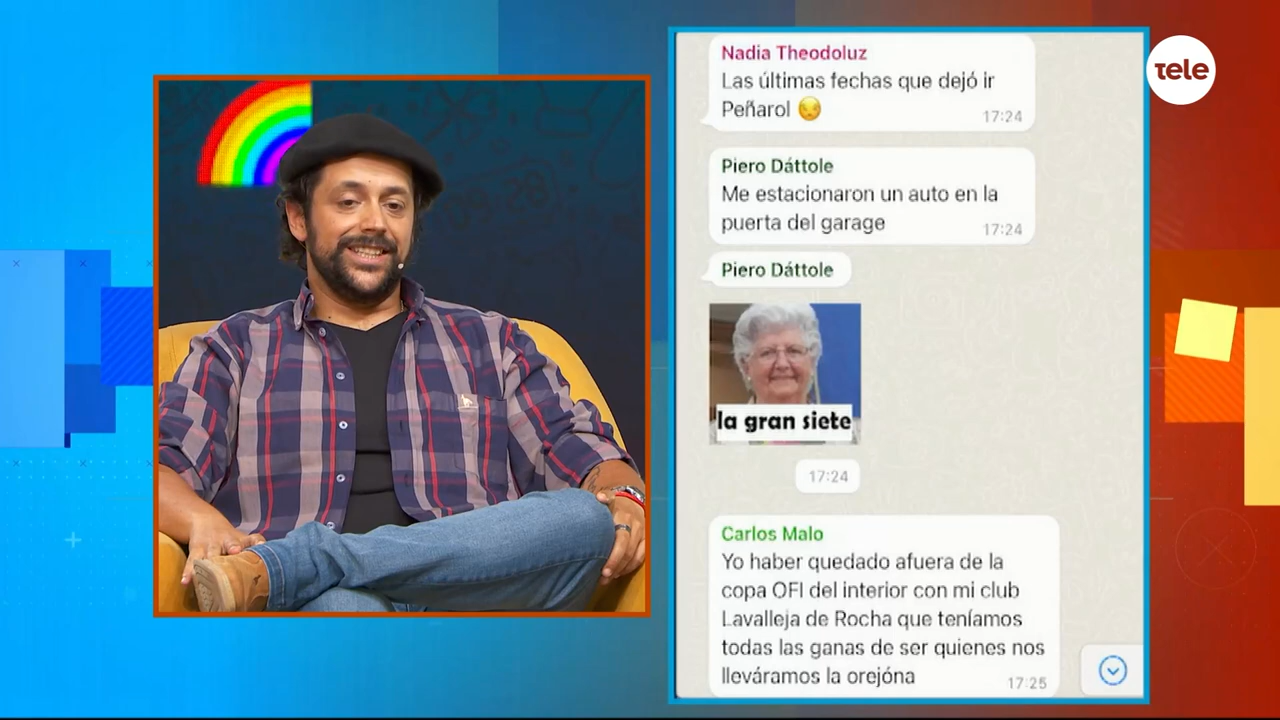 Nadia Theodoluz
Las últimas fechas que dejó ir
Peñarol 😒
17:24
Piero Dáttole
Me estacionaron un auto en la
puerta del garage
17:24
Piero Dáttole
la gran siete
17:24
Carlos Malo
Yo haber quedado afuera de la
copa OFI del interior con mi club
Lavalleja de Rocha que teníamos
todas las ganas de ser quienes nos
lleváramos la orejóna
17:25
tele